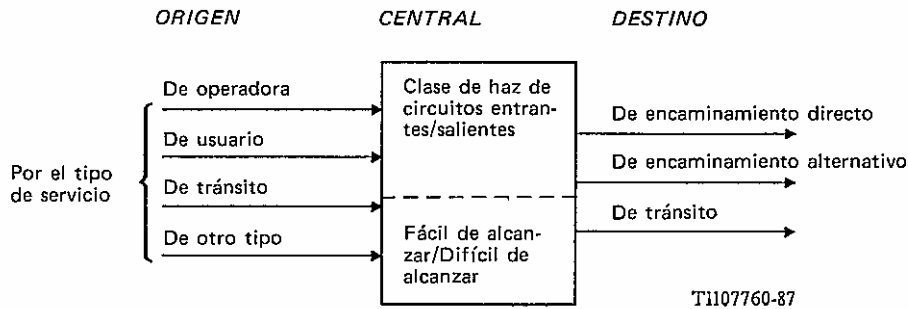 ORIGEN CENTRAL DESTINO
De operadora
De usuario
De tránsito
De otro tipo
Por el tipo
de servicio
Clase de haz de
circuitos entran-
tes/salientes
Fácil de alcan-
zar/Difícil de
alcanzar
De encaminamiento directo
De encaminamiento alternativo
De tránsito
T1107760-87